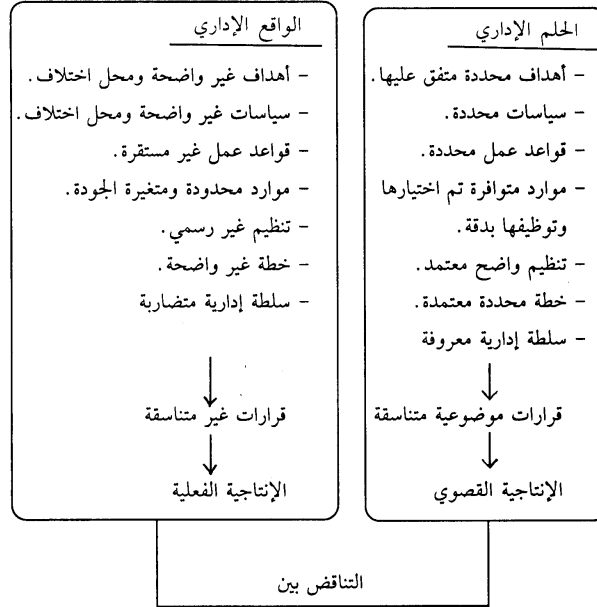 الحلم الإداري
– أهداف محددة متفق عليها.
– سياسات محددة.
– قواعد عمل محددة.
– موارد متوافرة تم اختيارها
وتوظيفها بدقة.
– تنظيم واضح معتمد.
– خطة محددة معتمدة.
– سلطة إدارية معروفة
قرارات موضوعية متناسقة
الإنتاجية القصوي
الواقع الإداري
– أهداف غير واضحة ومحل اختلاف.
– سياسات غير واضحة ومحل اختلاف.
– قواعد عمل غير مستقرة.
– موارد محدودة ومتغيرة الجودة.
– تنظيم غير رسمي.
– خطة غير واضحة.
– سلطة إدارية متضاربة
قرارات غير متناسقة
الإنتاجية الفعلية
التناقض بين